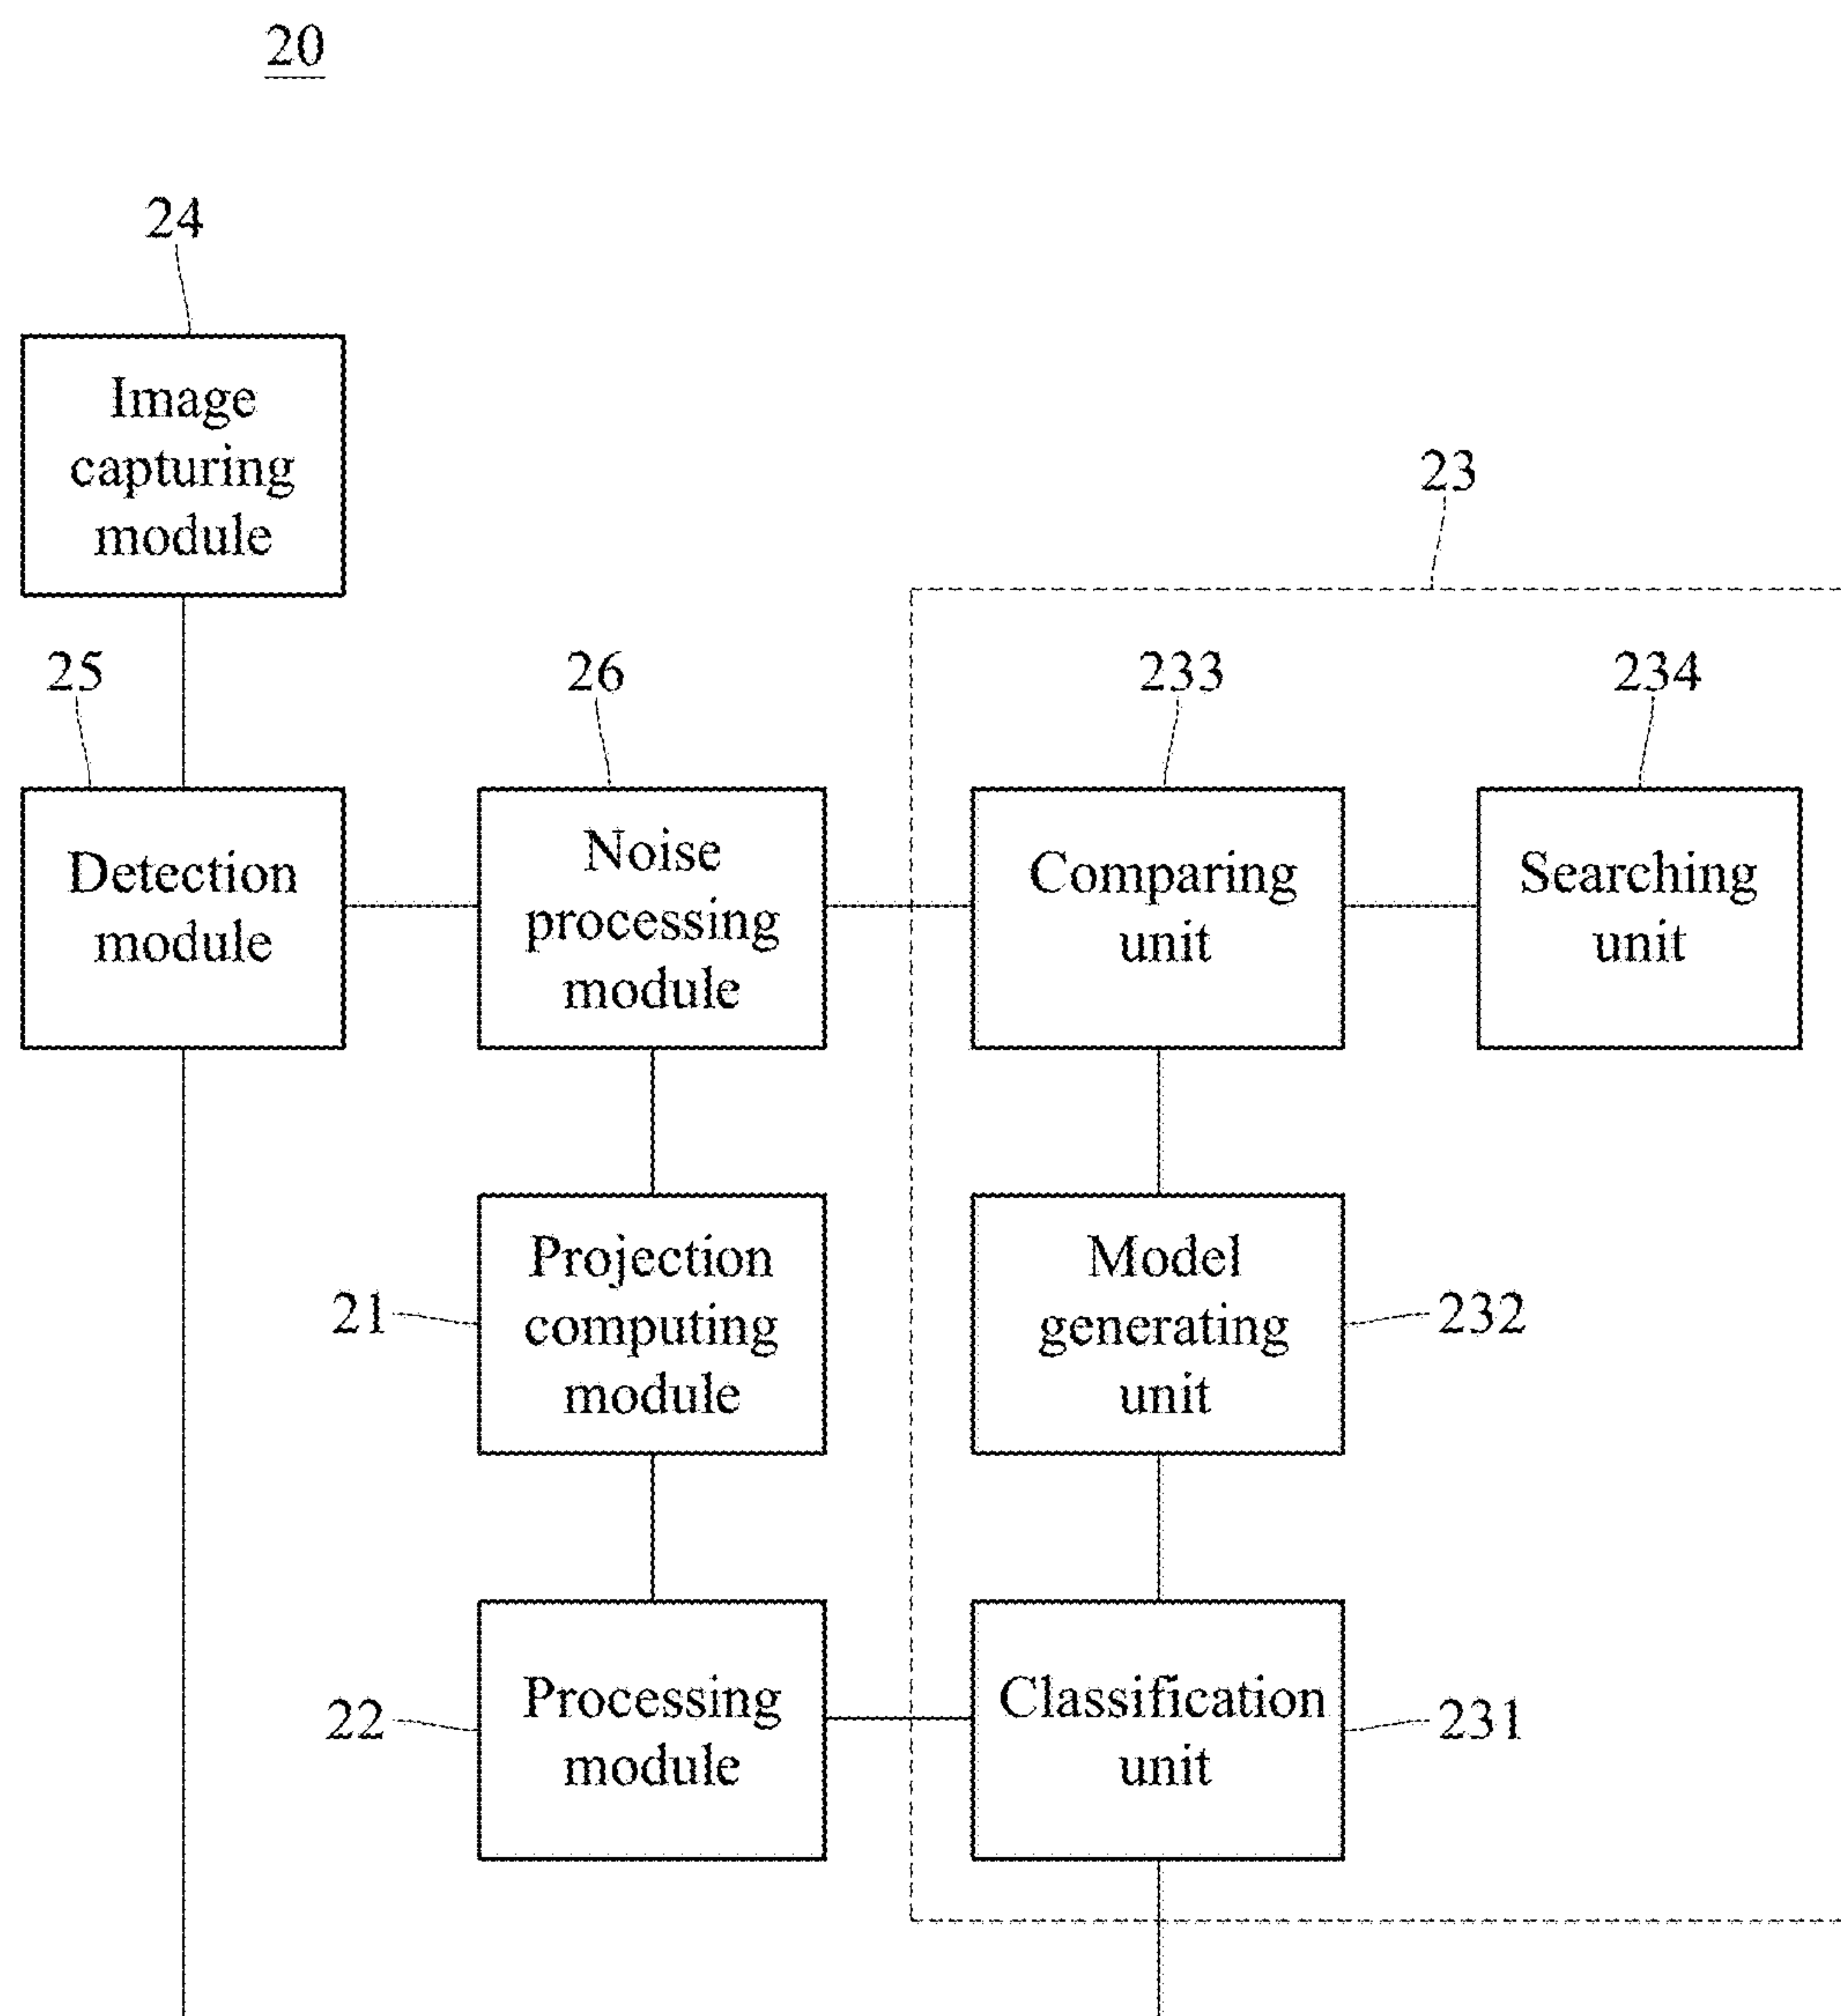 20
24
Image
capturing
module
23
25
26
233
234
Detection
module
Noise
processing
module
Comparing
unit
Searching
unit
21
Projection
computing
module
Model
generating
unit
232
22
Processing
module
Classification
unit
231